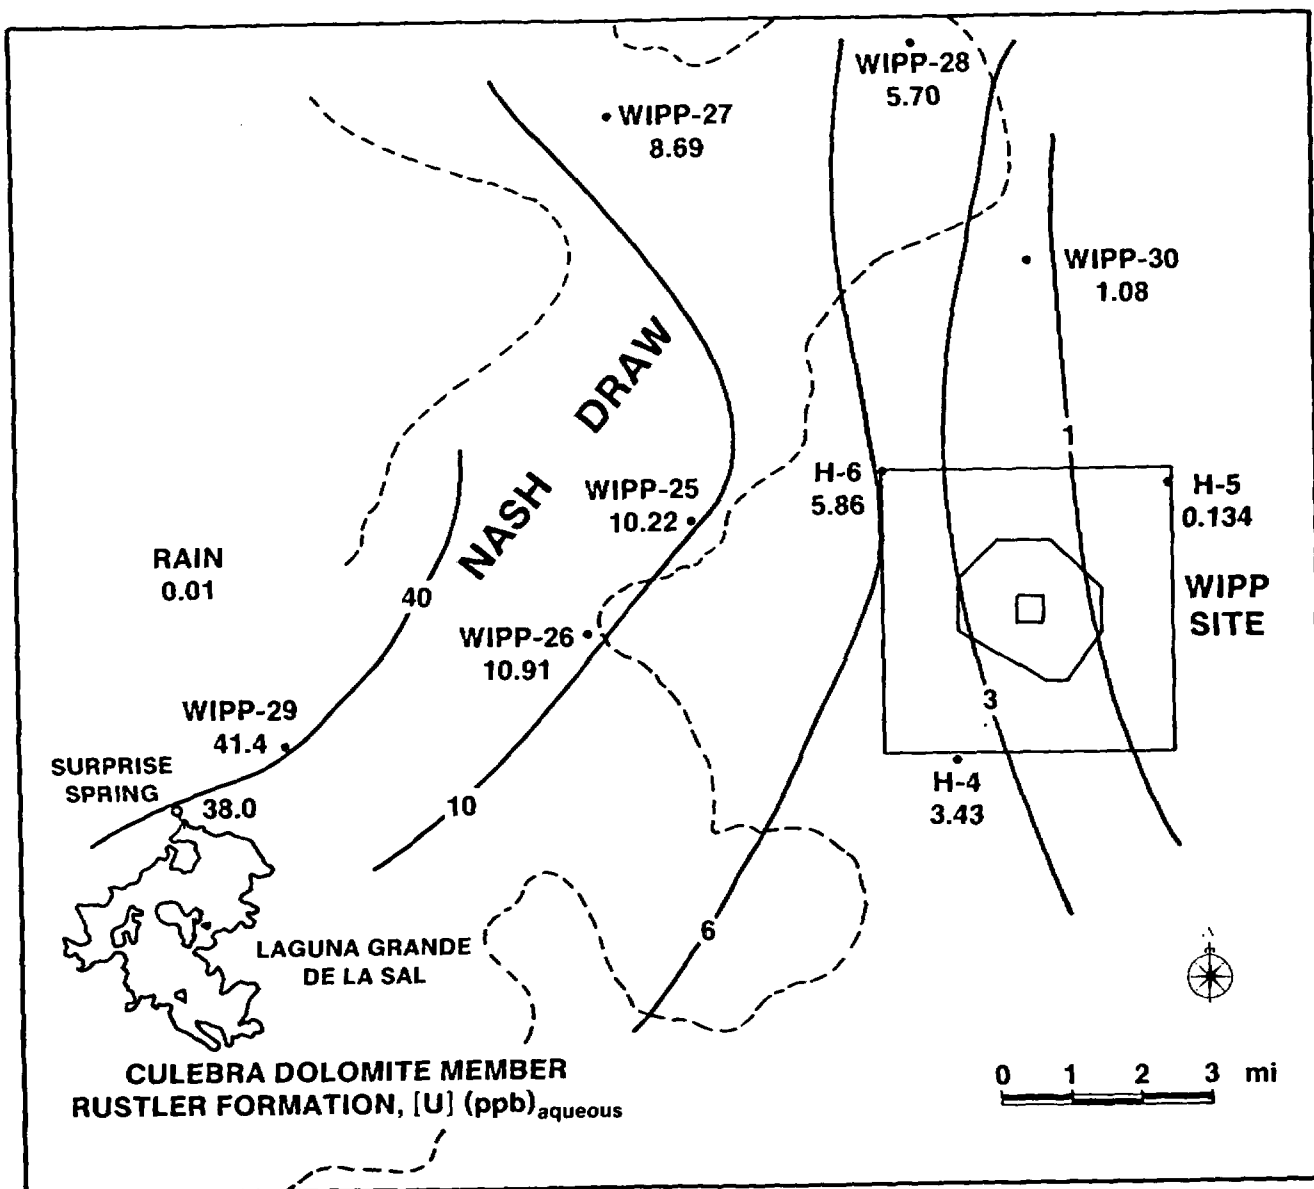 WIPP-28
5.70
WIPP-27
8.69
WIPP-30
1.08
NASH DRAW
1
H-6
5.86
H-5
0.134
WIPP-25
10.22
RAIN
0.01
40
WIPP
SITE
WIPP-26
10.91
3
WIPP-29
41.4
SURPRISE
SPRING
38.0
10
H-4
3.43
6
LAGUNA GRANDE
DE LA SAL
CULEBRA DOLOMITE MEMBER
RUSTLER FORMATION, [U] (ppb)aqueous
0 1 2 3 mi